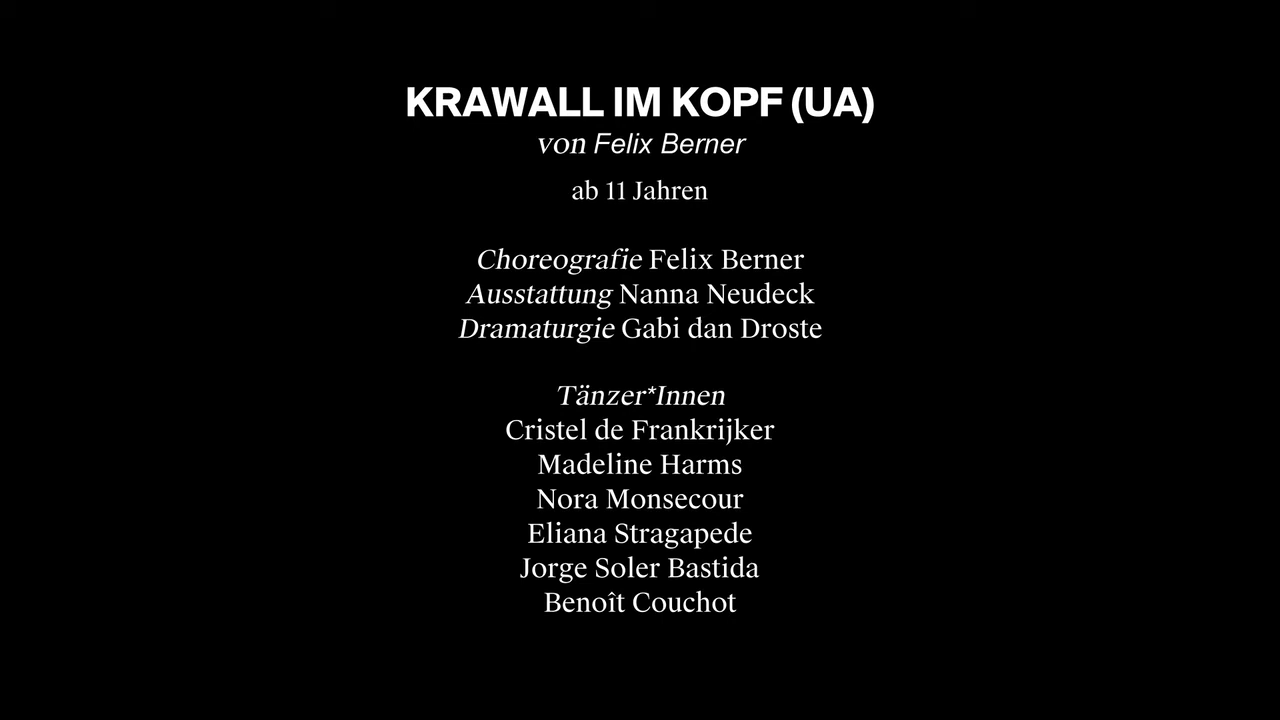 KRAWALL IM KOPF (UA)
von Felix Berner
ab 11 Jahren
Choreografie Felix Berner
Ausstattung Nanna Neudeck
Dramaturgie Gabi dan Droste
Tänzer*Innen
Cristel de Frankrijker
Madeline Harms
Nora Monsecour
Eliana Stragapede
Jorge Soler Bastida
Benoît Couchot